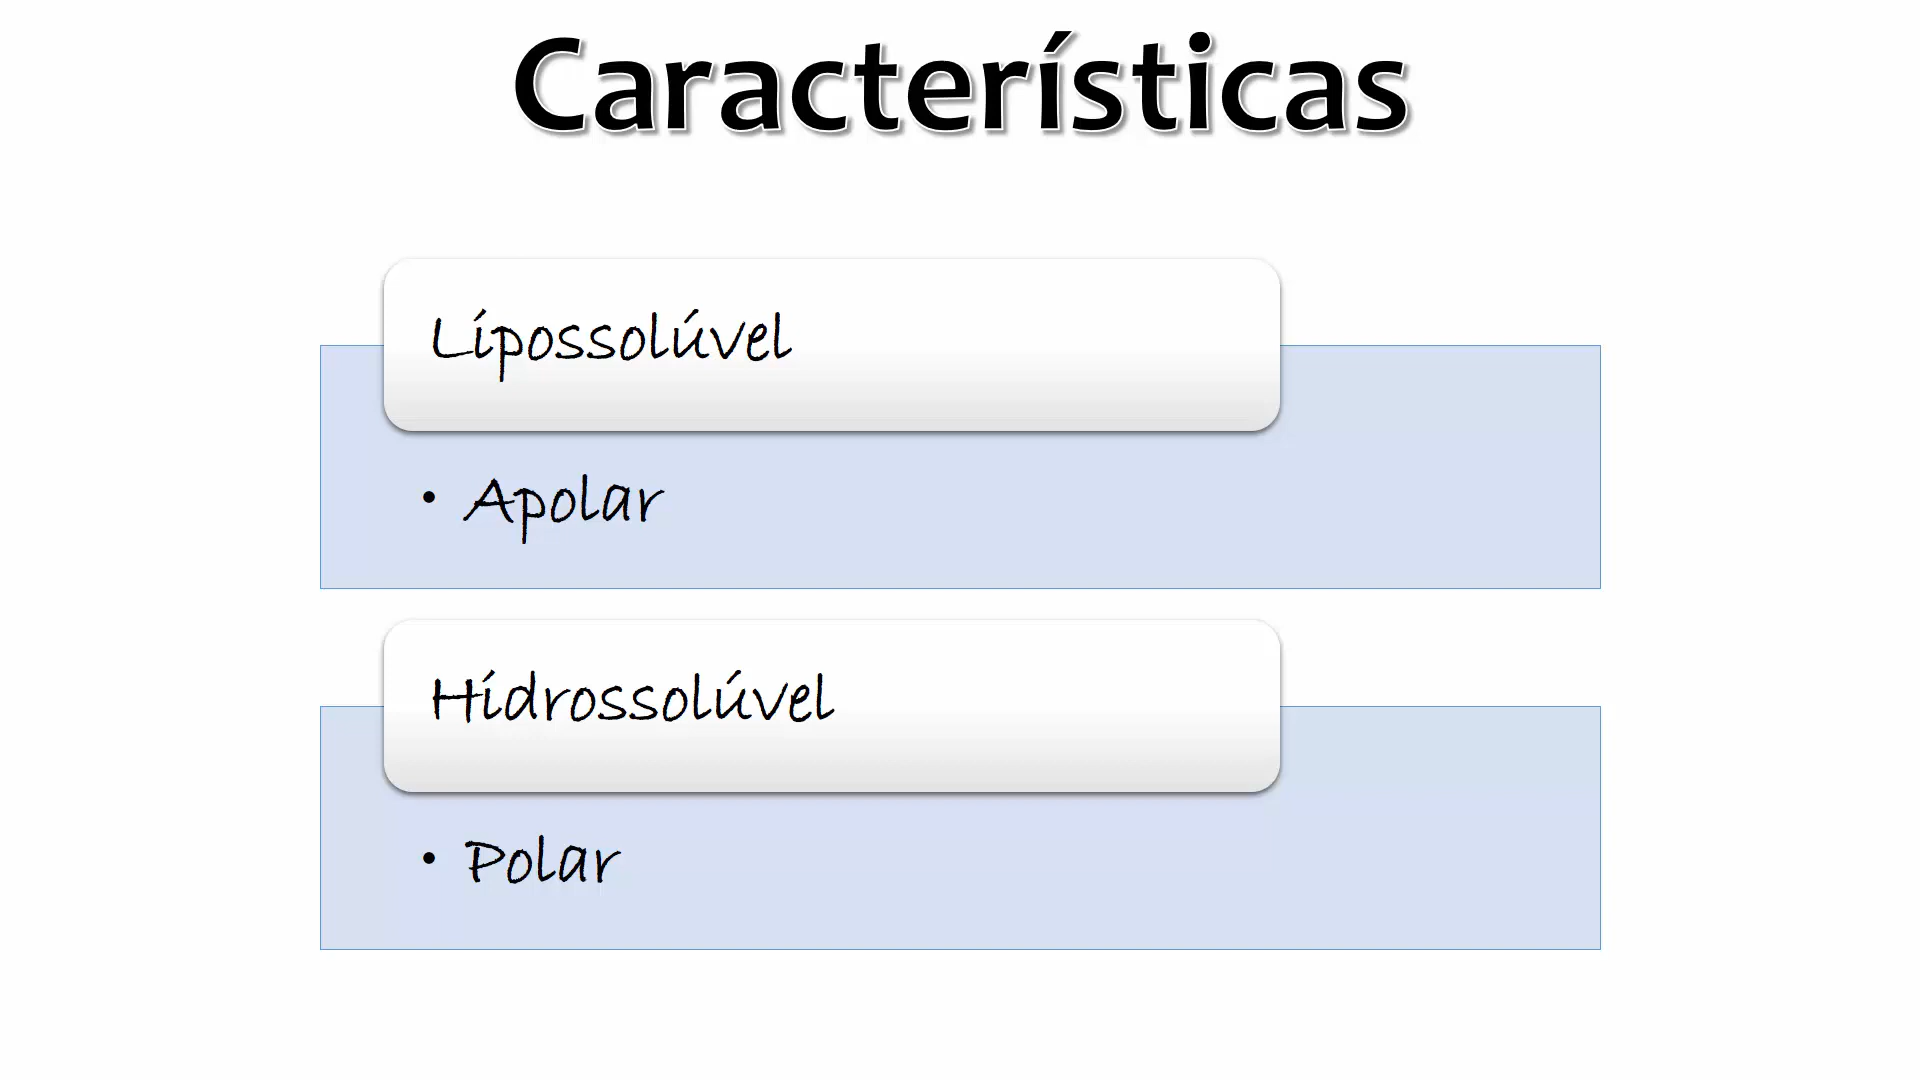 Características
Lipossolúvel
• Apolar
Hidrossolúvel
• Polar